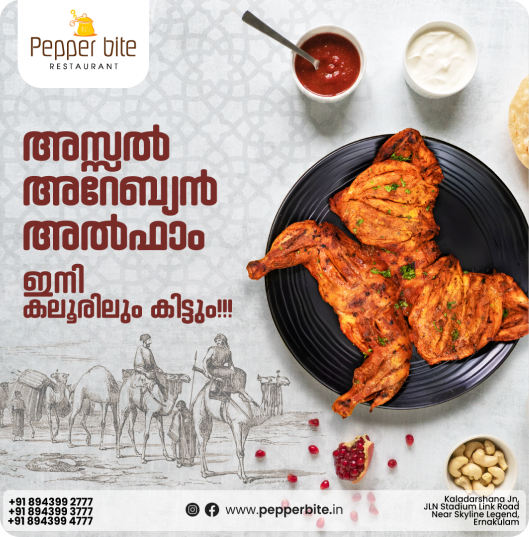 Pepper bite
RESTAURANT
അസ്സൽ
അറേബ്യൻ
അൽഫാം
ഇനി
കലൂരിലും കിട്ടും!!!
+91 894399 2777
+91 894399 3777
+91 894399 4777
www.pepperbite.in
Kaladarshana Jn,
JLN Stadium Link Road
Near Skyline Legend,
Ernakulam